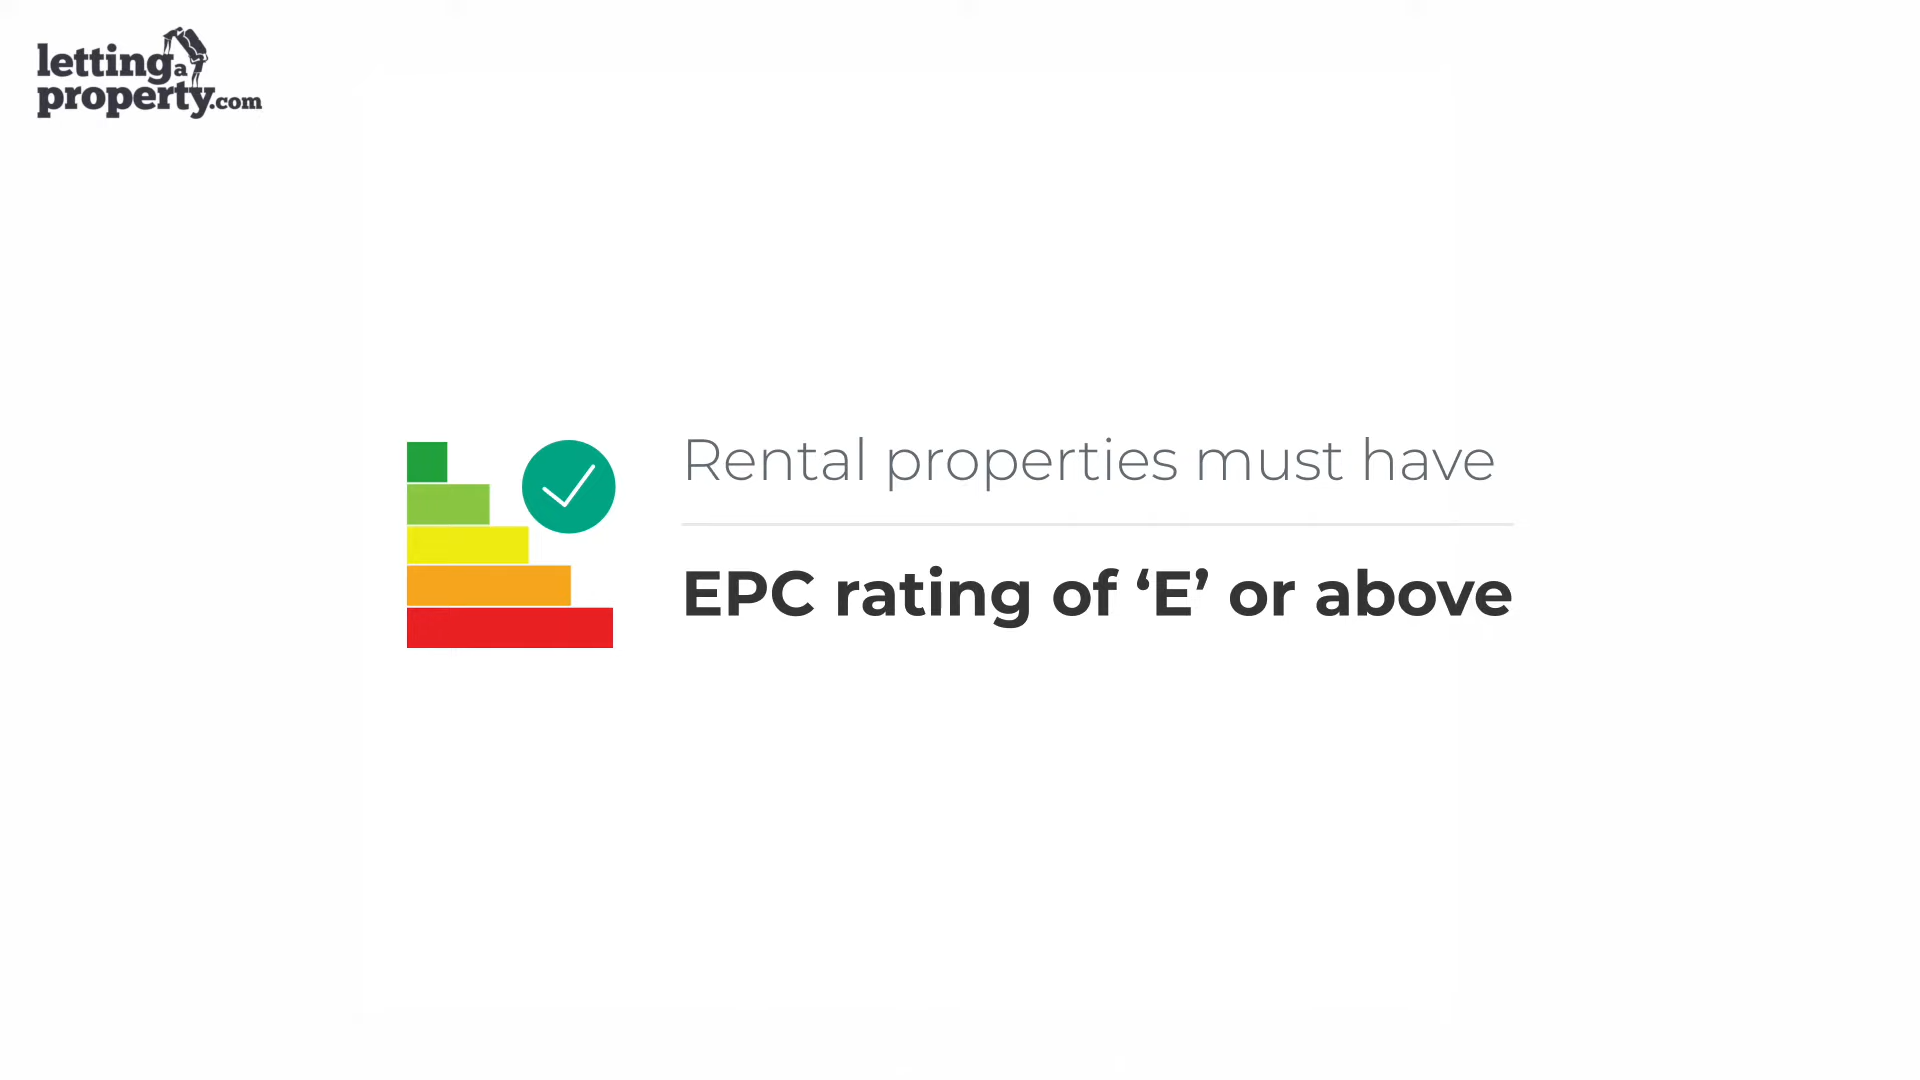 letting a
property.com
Rental properties must have
EPC rating of ‘E’ or above